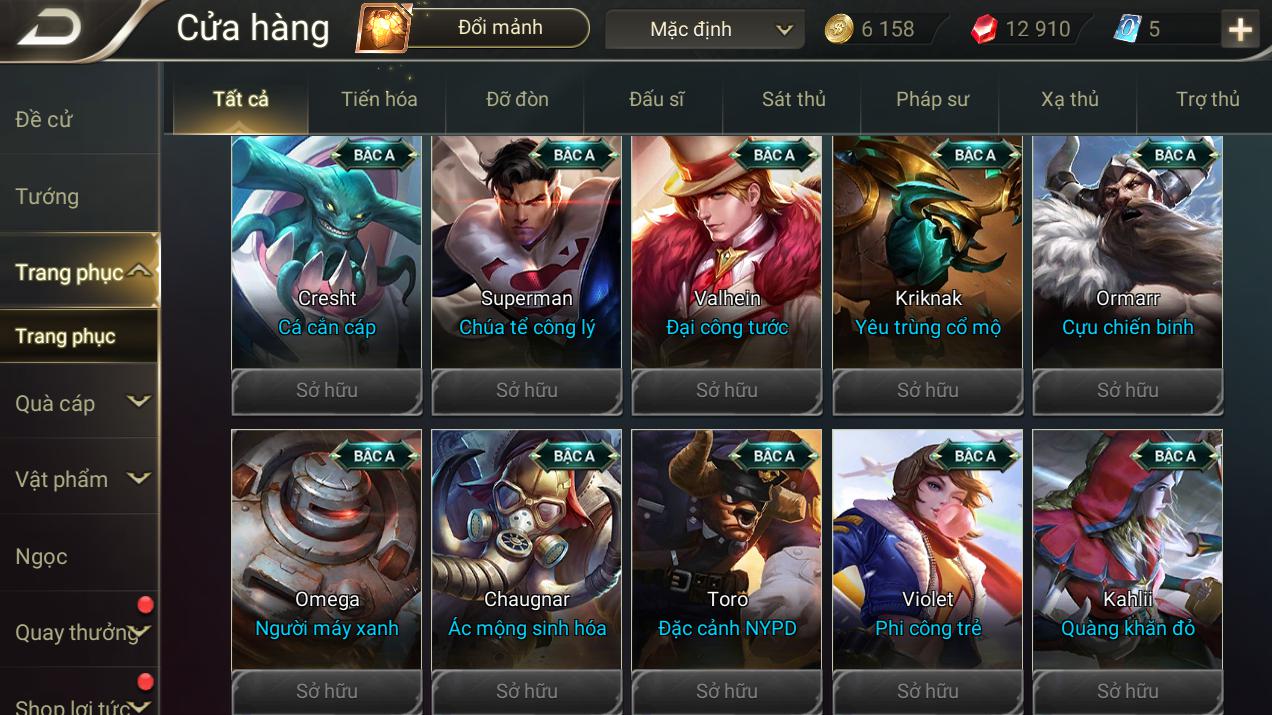 Cửa hàng
Đổi mảnh
Mặc định
6 158
12 910
5
Tất cả
Tiến hóa
Đỡ đòn
Đấu sĩ
Sát thủ
Pháp sư
Xạ thủ
Trợ thủ
Đề cử
Tướng
Trang phục
Trang phục
Quà cáp
Vật phẩm
Ngọc
Quay thưởng
Shop lợi tức
BẬC A
BẬC A
BẬC A
BẬC A
BẬC A
Cresht
Cá cắn cáp
Superman
Chúa tể công lý
Valhein
Đại công tước
Kriknak
Yêu trùng cổ mộ
Ormarr
Cựu chiến binh
Sở hữu
Sở hữu
Sở hữu
Sở hữu
Sở hữu
BẬC A
BẬC A
BẬC A
BẬC A
BẬC A
Omega
Người máy xanh
Chaugnar
Ác mộng sinh hóa
Toro
Đặc cảnh NYPD
Violet
Phi công trẻ
Kahlii
Quàng khăn đỏ
Sở hữu
Sở hữu
Sở hữu
Sở hữu
Sở hữu